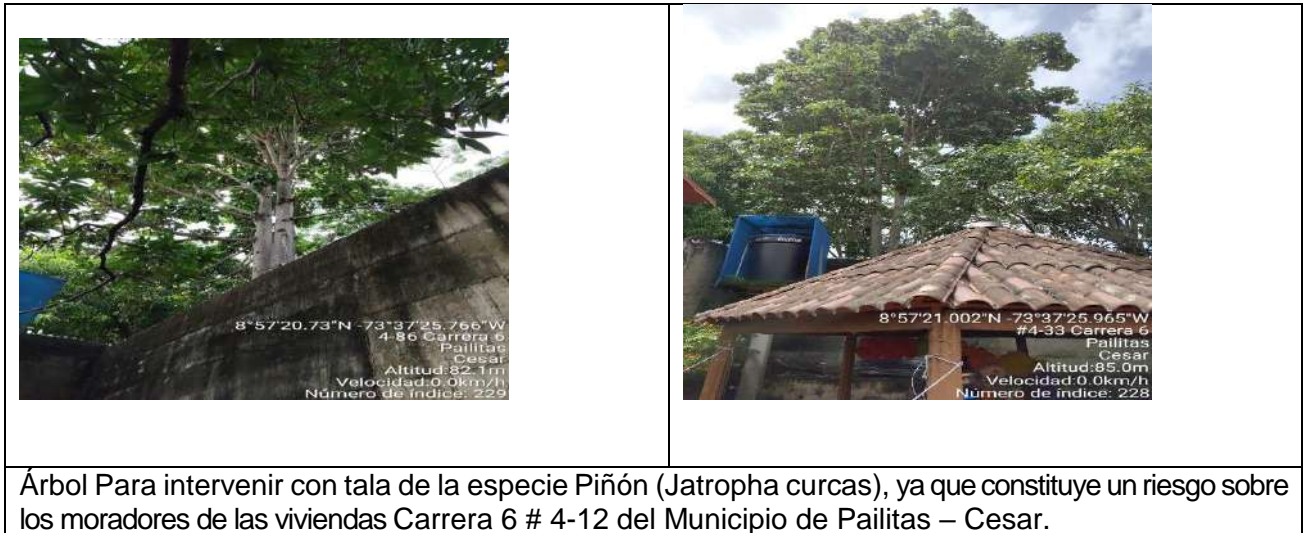 8°57'20.73"N -73°37'25.766"W
4-86 Carrera 6
Pailitas
Cesar
Altitud:82.1m
Velocidad:0.0km/h
Número de índice: 229
8°57'21.002"N -73°37'25.965"W
#4-33 Carrera 6
Pailitas
Cesar
Altitud:85.0m
Velocidad:0.0km/h
Número de índice: 228
Árbol Para intervenir con tala de la especie Piñón (Jatropha curcas), ya que constituye un riesgo sobre
los moradores de las viviendas Carrera 6 # 4-12 del Municipio de Pailitas – Cesar.